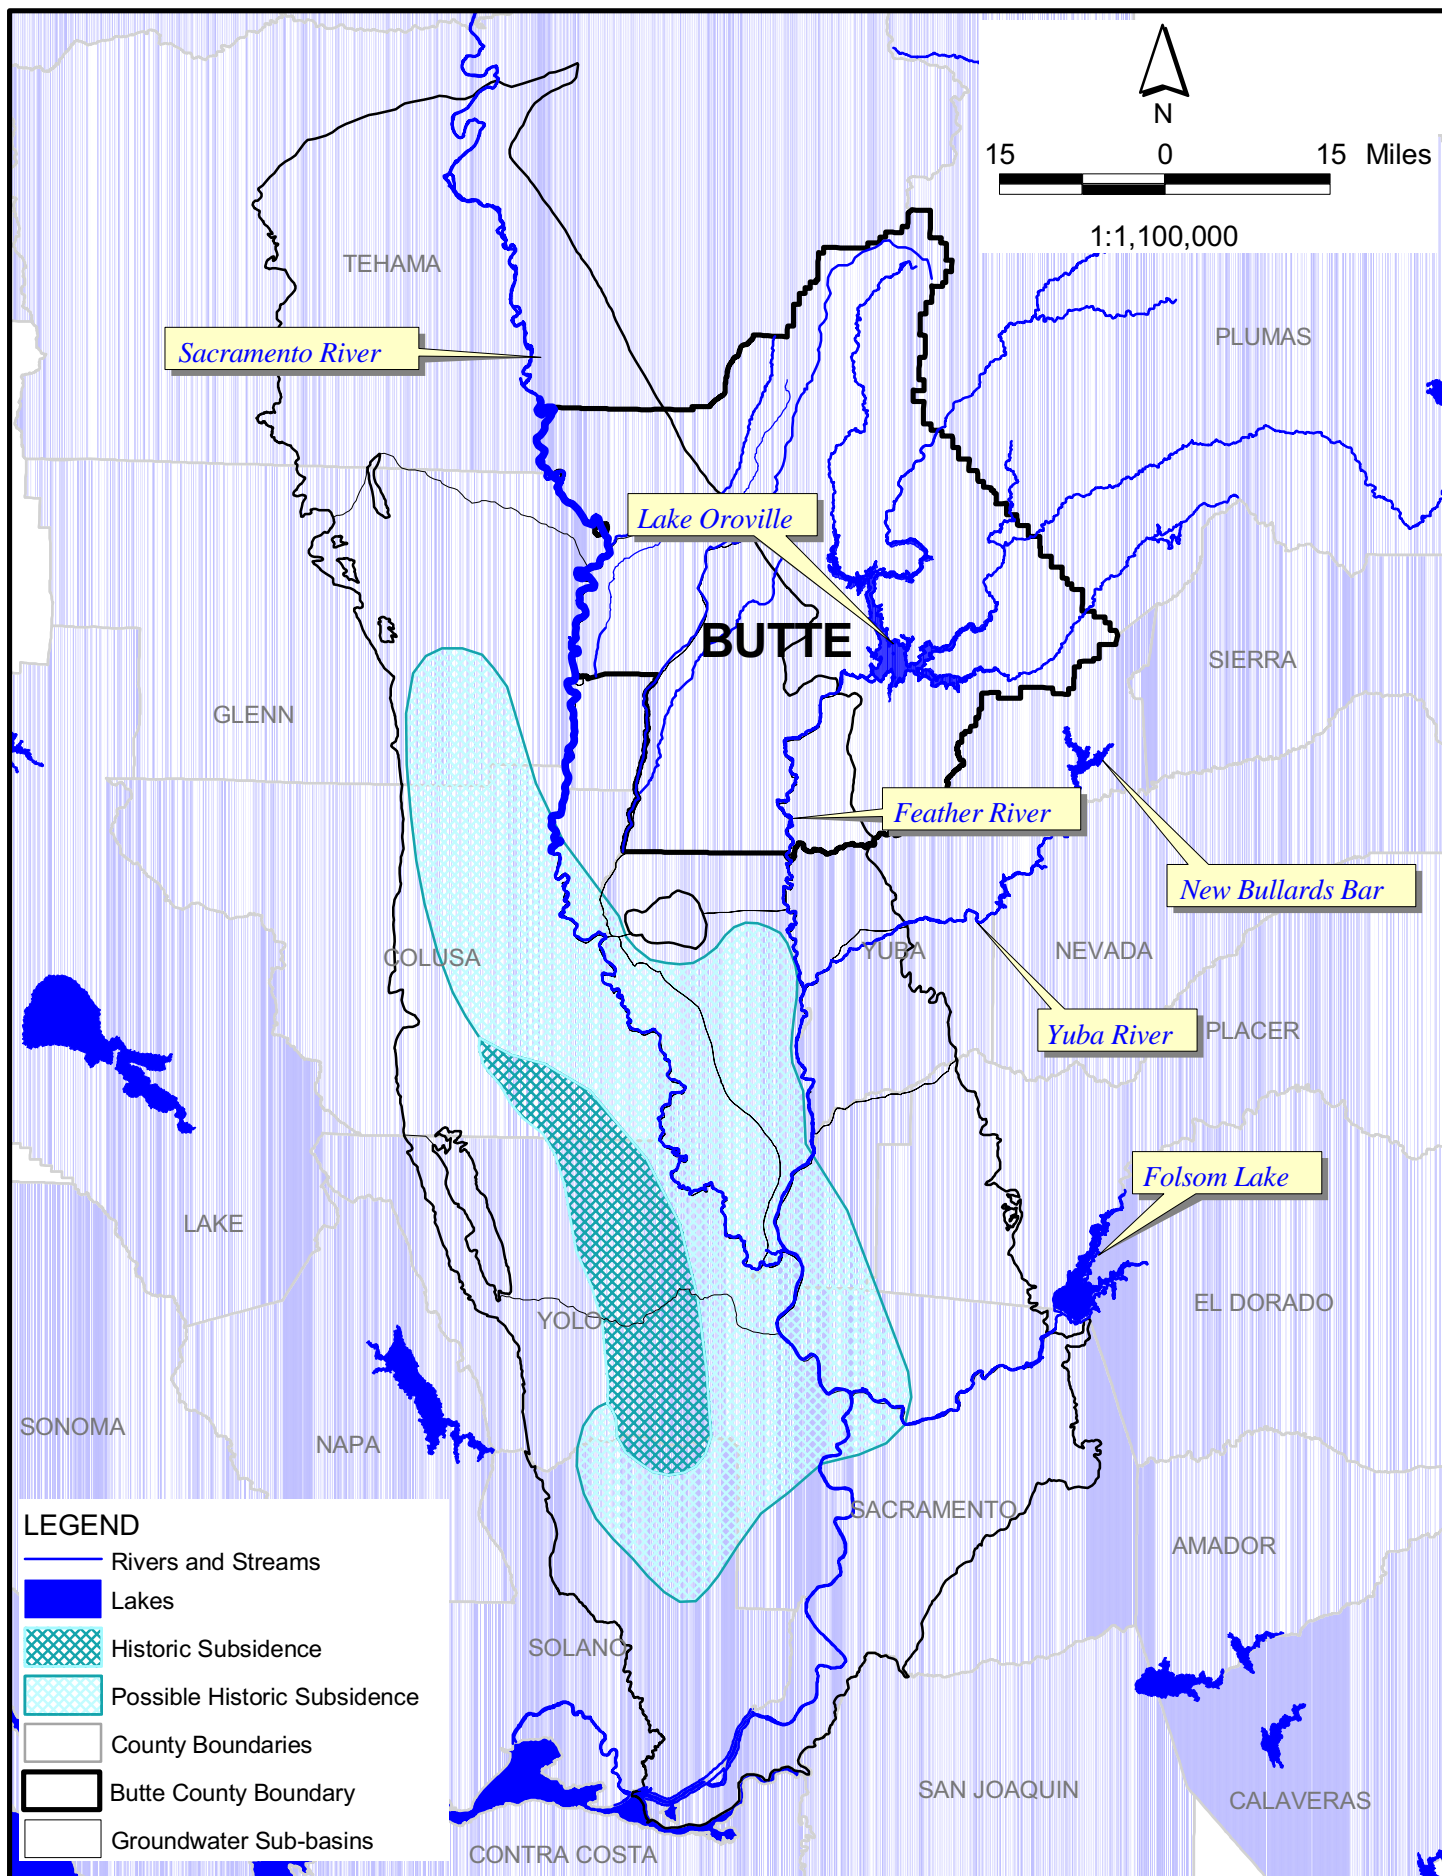 N
15 0 15 Miles
1:1,100,000
TEHAMA
PLUMAS
Sacramento River
Lake Oroville
BUTTE
SIERRA
GLENN
Feather River
New Bullards Bar
COLUSA
YUBA
NEVADA
Yuba River
PLACER
Folsom Lake
LAKE
EL DORADO
YOLO
SONOMA
NAPA
SACRAMENTO
AMADOR
LEGEND
Rivers and Streams
Lakes
Historic Subsidence
Possible Historic Subsidence
County Boundaries
Butte County Boundary
Groundwater Sub-basins
SOLANO
SAN JOAQUIN
CALAVERAS
CONTRA COSTA